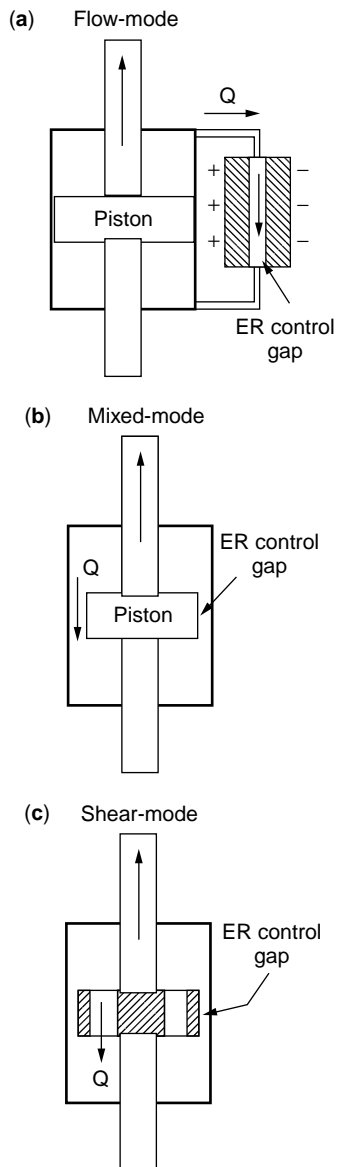 (a) Flow-mode
Q
Piston
+ −
+ −
+ −
ER control
gap
(b) Mixed-mode
ER control
gap
Q
Piston
(c) Shear-mode
ER control
gap
Q